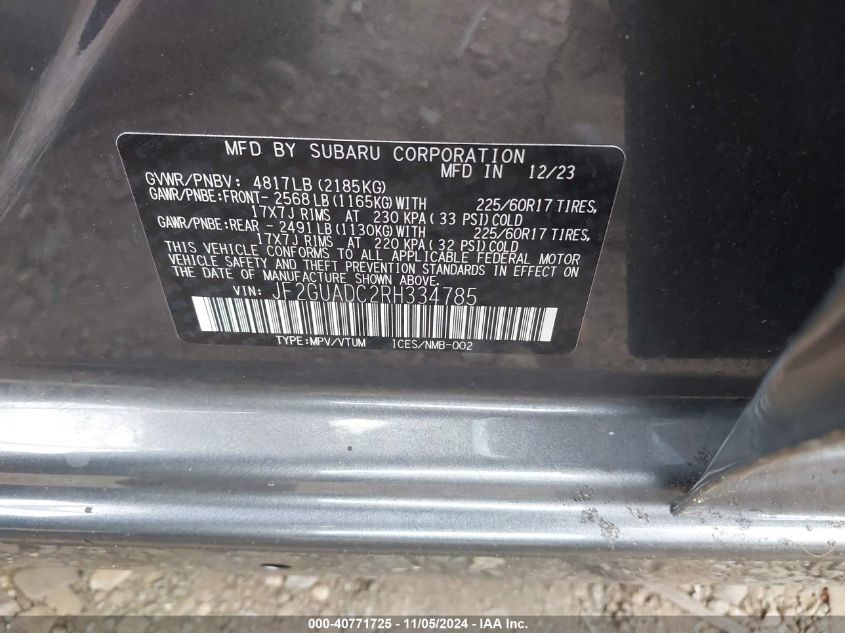 MFD BY SUBARU CORPORATION
MFD IN 12/23
GVWR/PNBV: 4817LB (2185KG)
GAWR/PNBE:FRONT- 2568 LB (1165KG) WITH 225/60R17 TIRES,
17X7J RIMS AT 230 KPA ( 33 PSI) COLD
GAWR/PNBE:REAR - 2491 LB (1130KG) WITH 225/60R17 TIRES,
17X7J RIMS AT 220 KPA ( 32 PSI) COLD
THIS VEHICLE CONFORMS TO ALL APPLICABLE FEDERAL MOTOR
VEHICLE SAFETY AND THEFT PREVENTION STANDARDS IN EFFECT ON
THE DATE OF MANUFACTURE SHOWN ABOVE.
VIN: JF2GUADC2RH334785
TYPE:MPV/VTUM ICES/NMB-002
000-40771725 - 11/05/2024 - © IAA Inc.